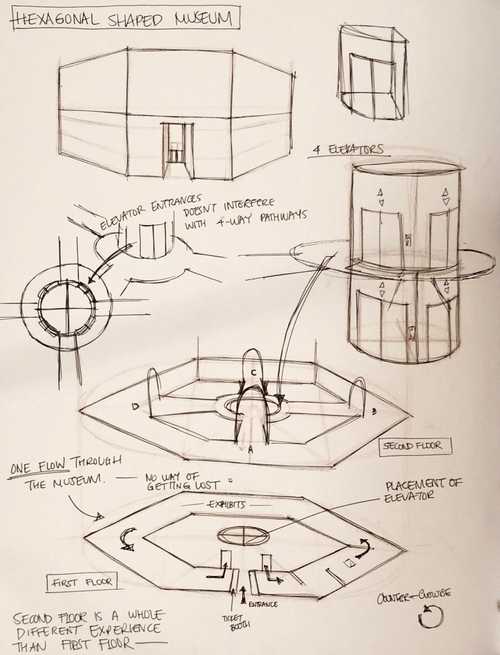 HEXAGONAL SHAPED MUSEUM
4 ELEVATORS
ELEVATOR ENTRANCES
DOESN'T INTERFERE
WITH 4-WAY PATHWAYS
C
D
B
A
SECOND FLOOR
ONE FLOW THROUGH
THE MUSEUM. — NO WAY OF
GETTING LOST
PLACEMENT OF
ELEVATOR
EXHIBITS
FIRST FLOOR
ENTRANCE
TICKET
BOOTH
COUNTER-CLOCKWISE
SECOND FLOOR IS A WHOLE
DIFFERENT EXPERIENCE
THAN FIRST FLOOR —